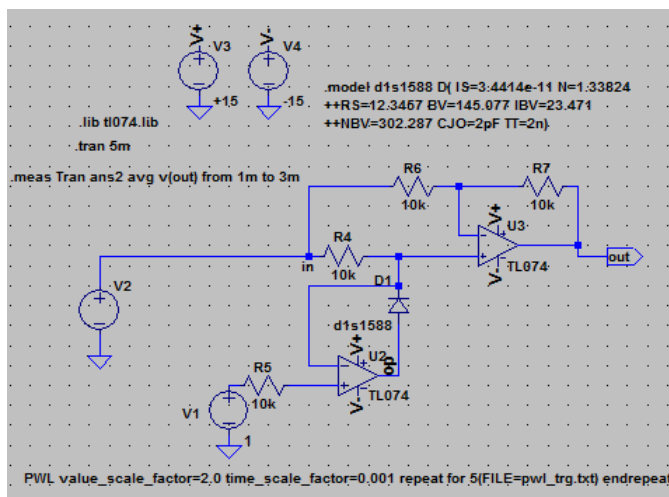 V+
V-
V3
V4
+15
-15
.model d1s1588 D( IS=3.4414e-11 N=1.33824
++RS=12.3467 BV=145.077 IBV=23.471
++NBV=302.287 CJO=2pF TT=2n)
.lib tl074.lib
.tran 5m
.meas Tran ans2 avg v(out) from 1m to 3m
R6
10k
R7
10k
V+
U3
TL074
V-
out
R4
10k
in
V2
D1
d1s1588
V+
U2
op
TL074
V-
R5
10k
V1
1
PWL value_scale_factor=2.0 time_scale_factor=0.001 repeat for 5(FILE=pwl_trg.txt) endrepea